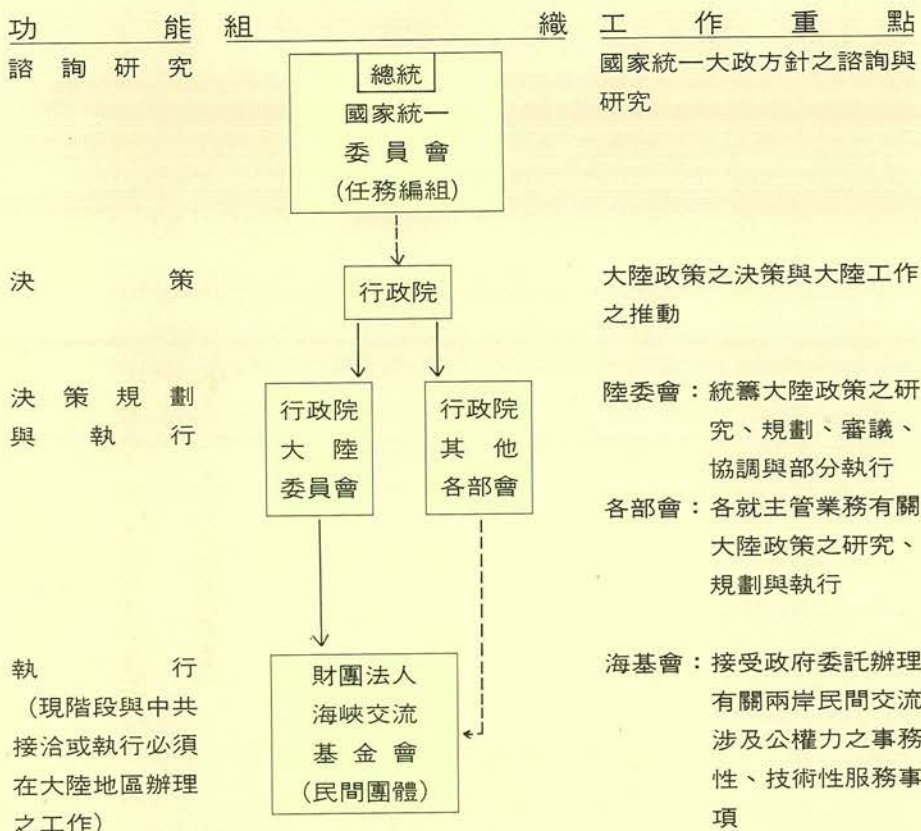 功能 組織 工作重點
諮詢研究
總統
國家統一
委員會
(任務編組)
國家統一大政方針之諮詢與
研究
決策
行政院
大陸政策之決策與大陸工作
之推動
決策規劃
與執行
行政院
大陸
委員會
行政院
其他
各部會
陸委會：統籌大陸政策之研
究、規劃、審議、
協調與部分執行
各部會：各就主管業務有關
大陸政策之研究、
規劃與執行
執行
(現階段與中共
接洽或執行必須
在大陸地區辦理
之工作)
財團法人
海峽交流
基金會
(民間團體)
海基會：接受政府委託辦理
有關兩岸民間交流
涉及公權力之事務
性、技術性服務事
項